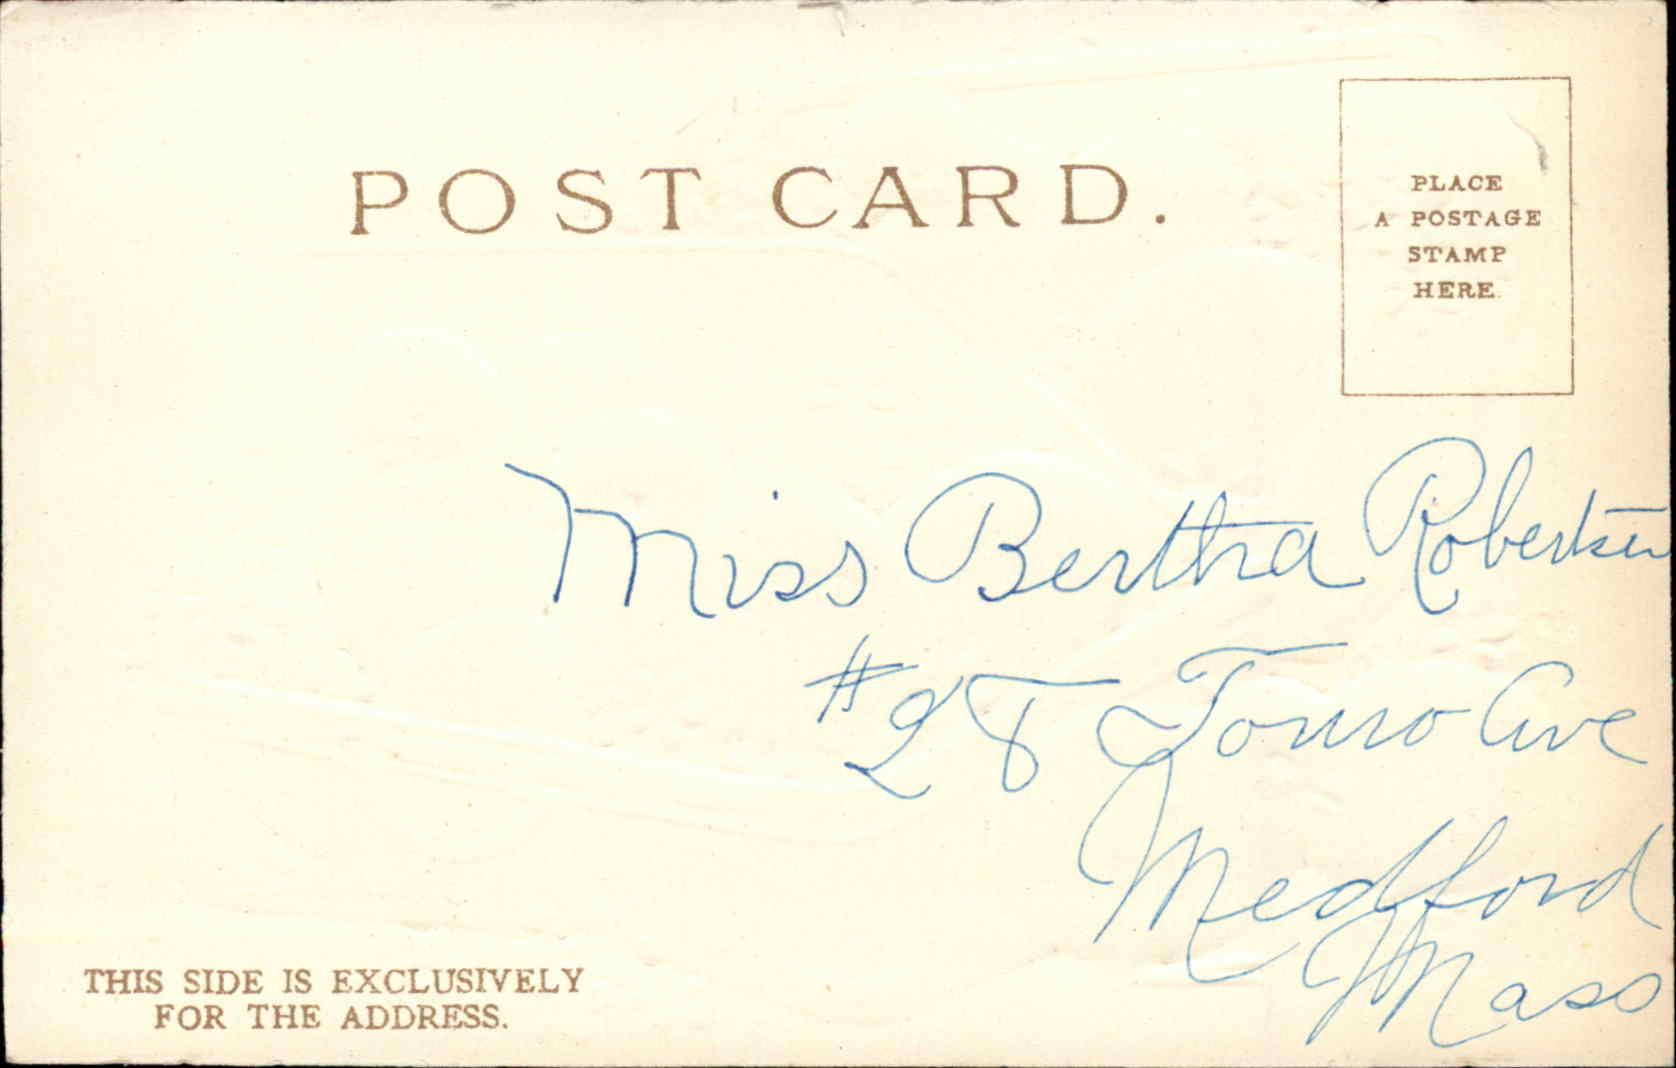 POST CARD.
PLACE
A POSTAGE
STAMP
HERE.
Miss Bertha Robertson
#28 Touro Ave
Medford
Mass
THIS SIDE IS EXCLUSIVELY
FOR THE ADDRESS.